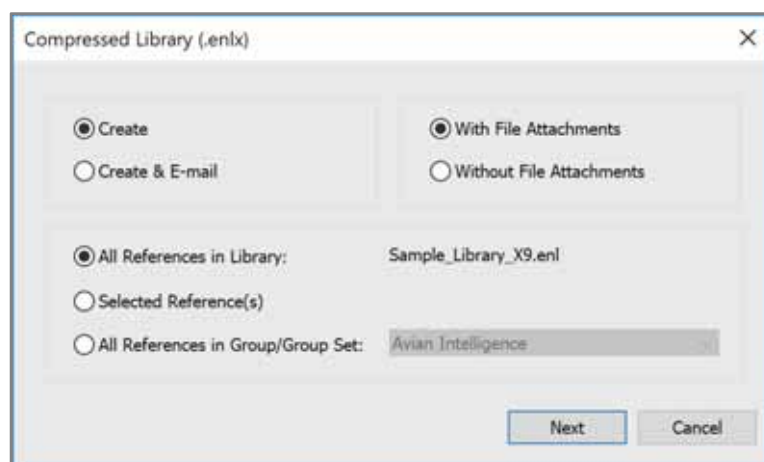 Compressed Library (.enlx)
Create
With File Attachments
Create & E-mail
Without File Attachments
All References in Library: Sample_Library_X9.enl
Selected Reference(s)
All References in Group/Group Set: Avian Intelligence
Next Cancel